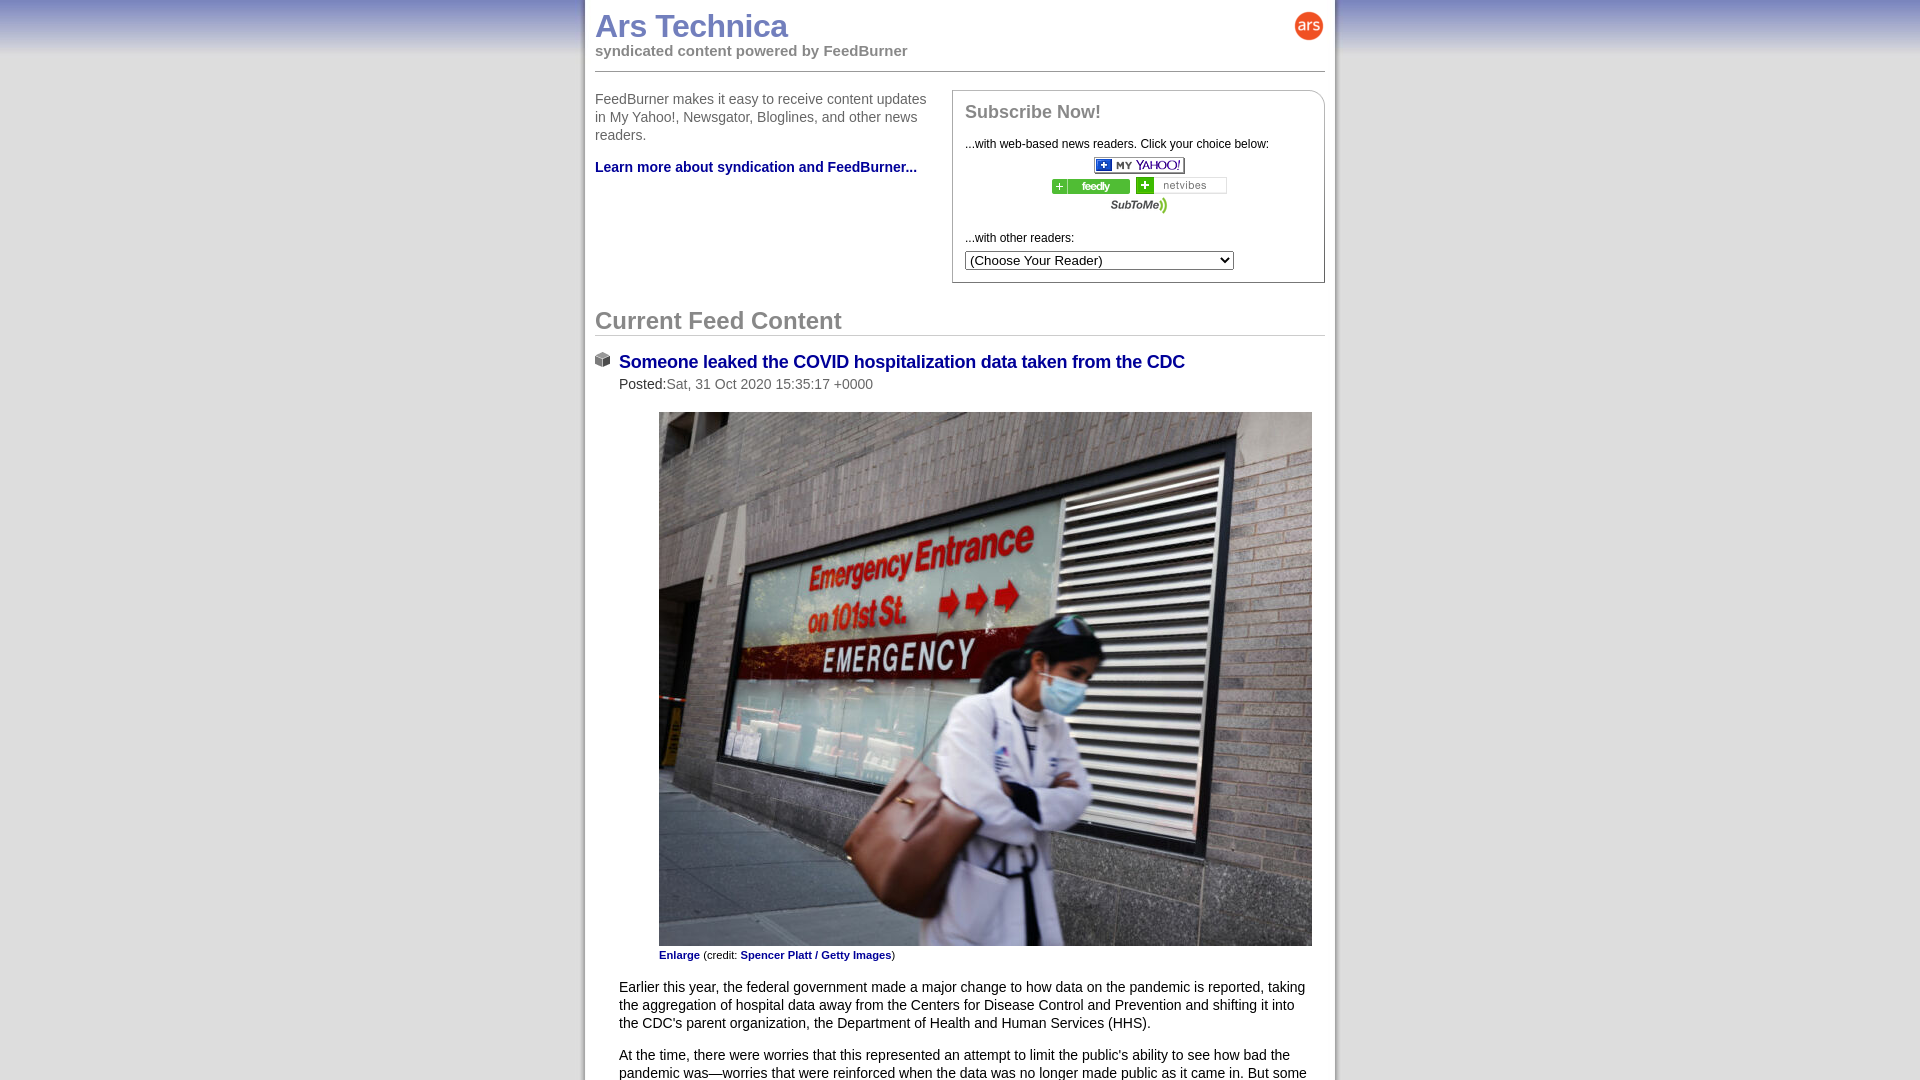 Ars Technica
ars
syndicated content powered by FeedBurner
FeedBurner makes it easy to receive content updates
in My Yahoo!, Newsgator, Bloglines, and other news
readers.
Learn more about syndication and FeedBurner...
Subscribe Now!
...with web-based news readers. Click your choice below:
MY YAHOO!
feedly
netvibes
SubToMe
...with other readers:
(Choose Your Reader)
Current Feed Content
Someone leaked the COVID hospitalization data taken from the CDC
Posted:Sat, 31 Oct 2020 15:35:17 +0000
Emergency Entrance
on 101st St.
EMERGENCY
Enlarge (credit: Spencer Platt / Getty Images)
Earlier this year, the federal government made a major change to how data on the pandemic is reported, taking
the aggregation of hospital data away from the Centers for Disease Control and Prevention and shifting it into
the CDC's parent organization, the Department of Health and Human Services (HHS).
At the time, there were worries that this represented an attempt to limit the public's ability to see how bad the
pandemic was—worries that were reinforced when the data was no longer made public as it came in. But some